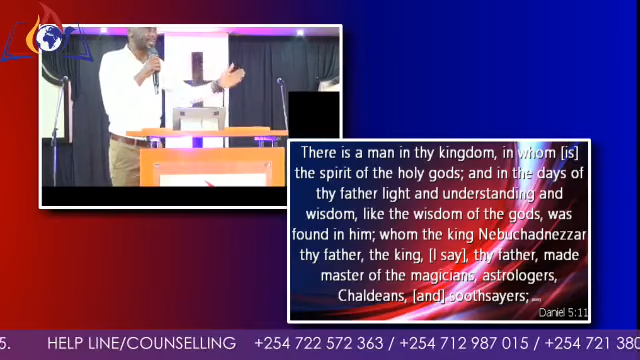 There is a man in thy kingdom, in whom [is]
the spirit of the holy gods; and in the days of
thy father light and understanding and
wisdom, like the wisdom of the gods, was
found in him; whom the king Nebuchadnezzar
thy father, the king, [I say], thy father, made
master of the magicians, astrologers,
Chaldeans, [and] soothsayers;
Daniel 5:11
5. HELP LINE/COUNSELLING +254 722 572 363 / +254 712 987 015 / +254 721 380